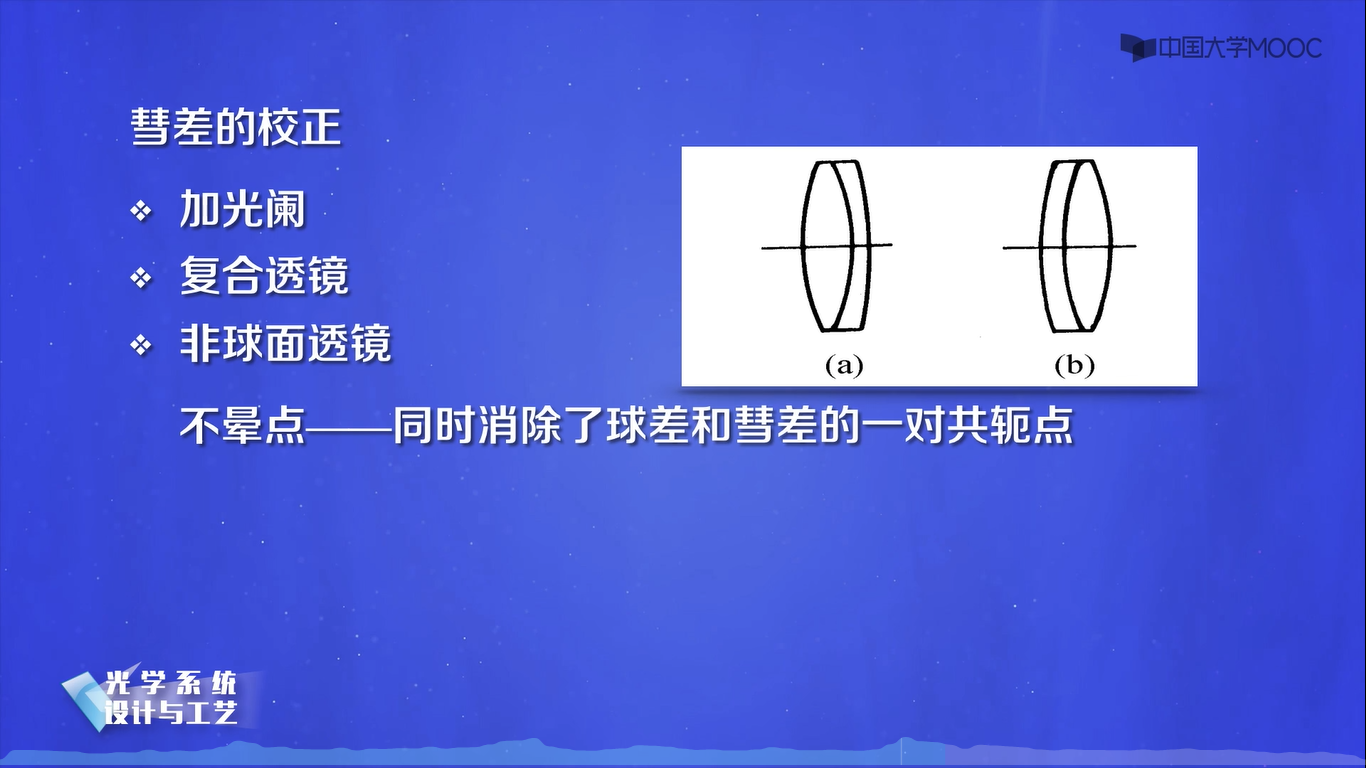 中国大学MOOC
彗差的校正
❖ 加光阑
❖ 复合透镜
❖ 非球面透镜
(a) (b)
不晕点——同时消除了球差和彗差的一对共轭点
光学系统
设计与工艺